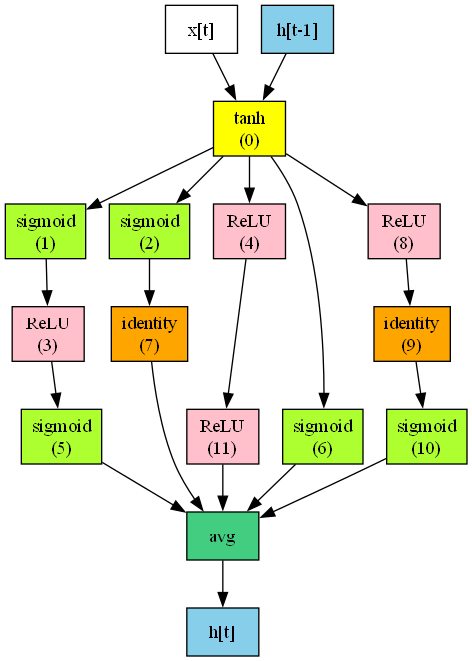 x[t]
h[t-1]
tanh
(0)
sigmoid
(1)
sigmoid
(2)
ReLU
(4)
ReLU
(8)
ReLU
(3)
identity
(7)
identity
(9)
sigmoid
(5)
ReLU
(11)
sigmoid
(6)
sigmoid
(10)
avg
h[t]